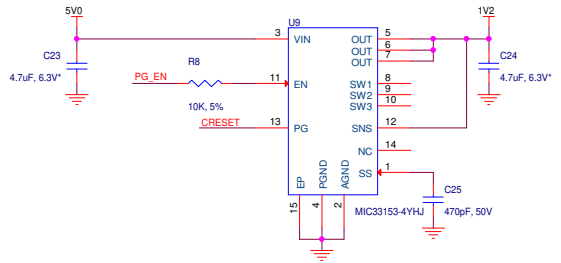 5V0
1V2
U9
3
VIN
OUT
5
OUT
6
OUT
7
C23
4.7uF, 6.3V*
C24
4.7uF, 6.3V*
R8
PG_EN
11
EN
SW1
8
SW2
9
SW3
10
10K, 5%
CRESET
13
PG
SNS
12
NC
14
SS
1
EP
PGND
AGND
15
4
2
C25
MIC33153-4YHJ
470pF, 50V